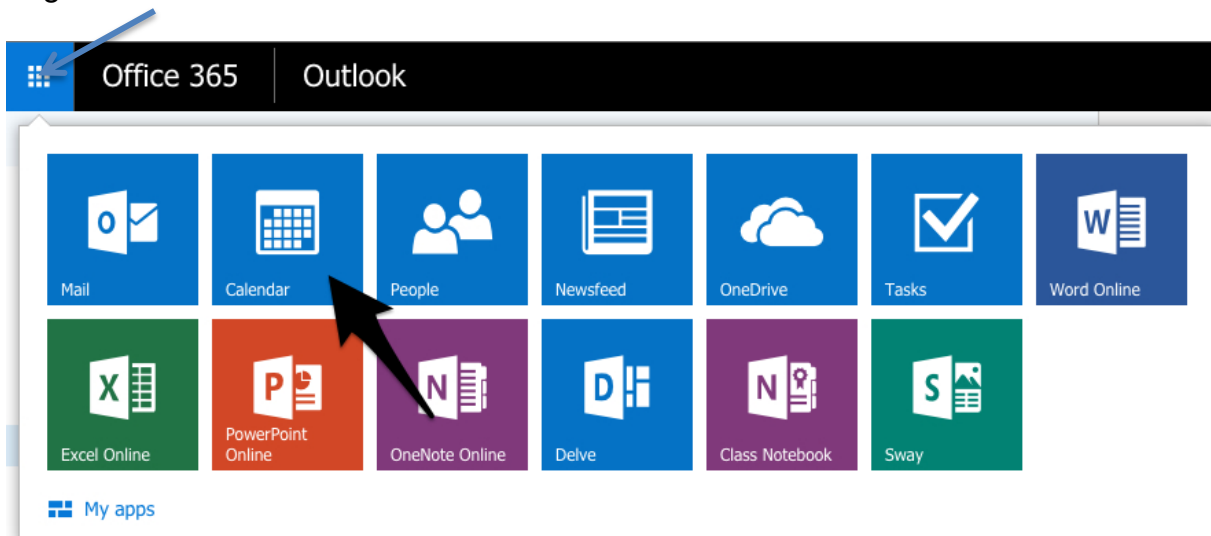 Office 365 Outlook
Mail Calendar People Newsfeed OneDrive Tasks Word Online
Excel Online PowerPoint Online OneNote Online Delve Class Notebook Sway
My apps